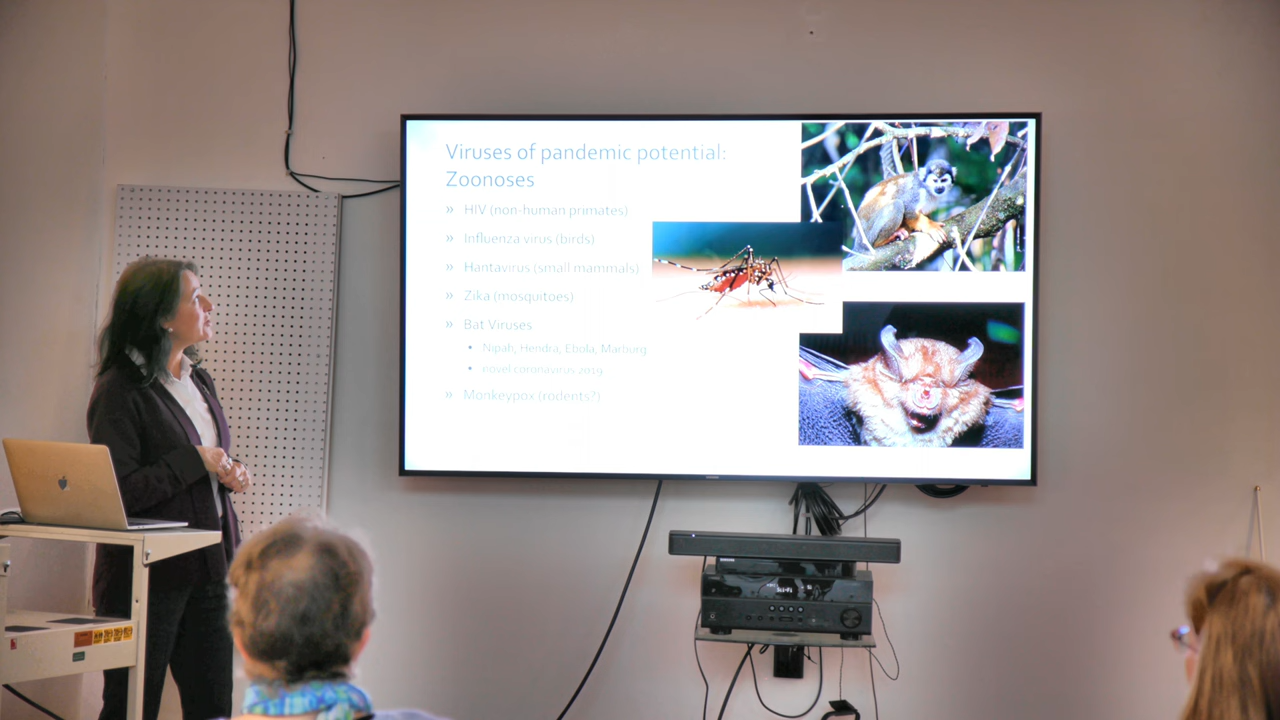 Viruses of pandemic potential:
Zoonoses
» HIV (non-human primates)
» Influenza virus (birds)
» Hantavirus (small mammals)
» Zika (mosquitoes)
» Bat Viruses
• Nipah, Hendra, Ebola, Marburg
• novel coronavirus 2019
» Monkeypox (rodents?)